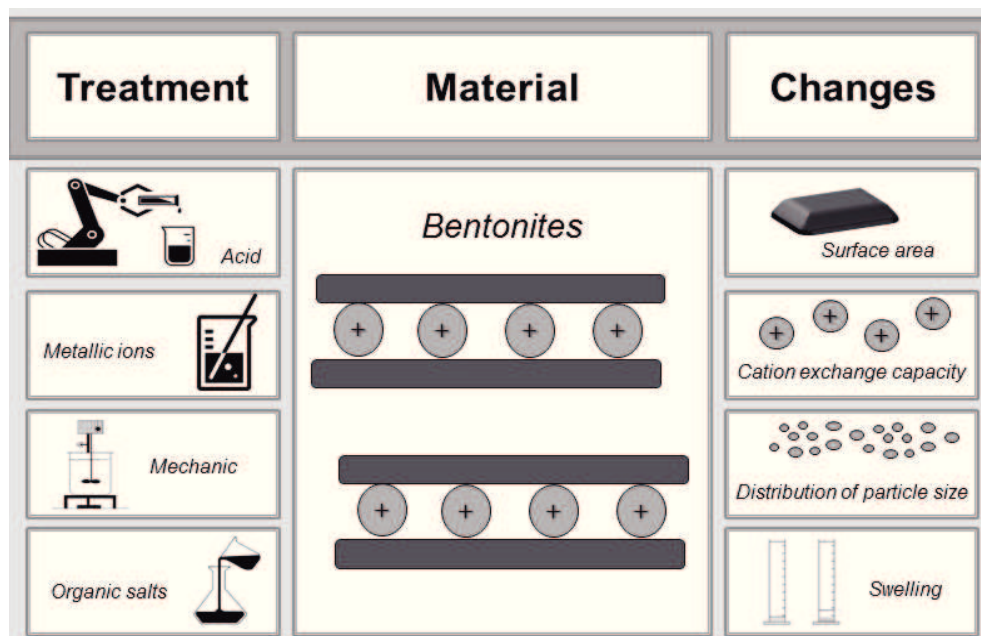 Treatment
Material
Changes
Acid
Bentonites
Surface area
Metallic ions
+ + + +
+ + + +
Cation exchange capacity
Mechanic
Distribution of particle size
+ + + +
Organic salts
Swelling